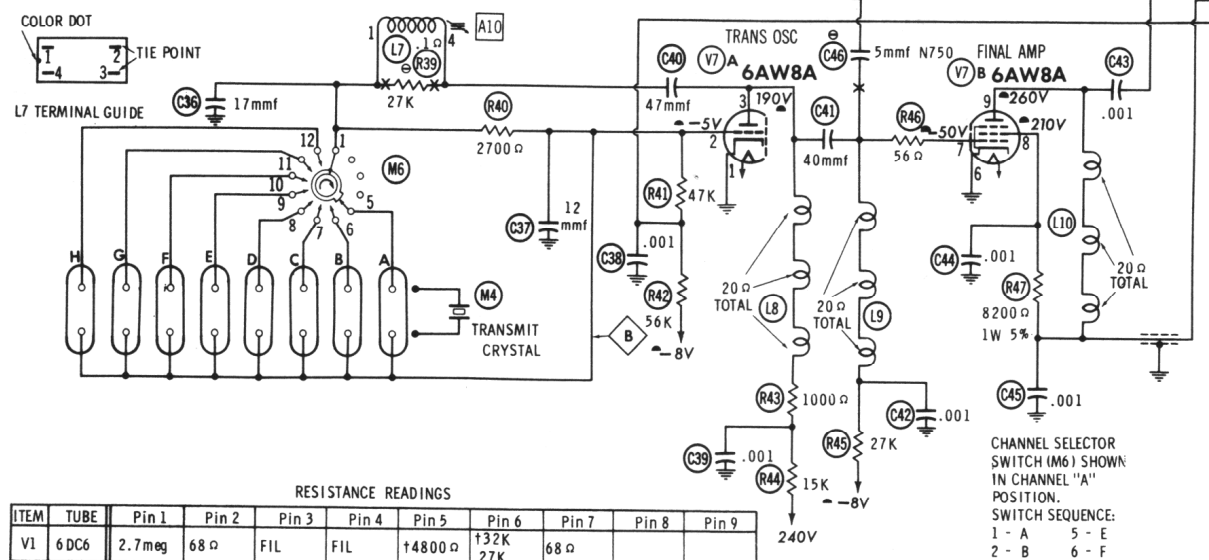 COLOR DOT
1 2 TIE POINT
4 3
L7 TERMINAL GUIDE
1 4 A10
L7 .1Ω
R39
27K
C36 17mmf
12 1
11
10
9
8
7
6
5
M6
R40
2700Ω
C37 12 mmf
H G F E D C B A
M4
TRANSMIT
CRYSTAL
B
C40
47mmf
TRANS OSC
V7 A
6AW8A
190V
-5V
3
2
1
R41 47K
C38 .001
R42
56K
-8V
C41
40mmf
C46 5mmf N750
20Ω
TOTAL
L8
20Ω
TOTAL
L9
R43 1000Ω
C39 .001
R44 15K
240V
R45 27K
-8V
C42 .001
R46
56Ω
-50V
FINAL AMP
V7 B 6AW8A
9 260V
210V
7 8
6
C43
.001
C44 .001
R47
8200Ω
1W 5%
L10
20Ω
TOTAL
C45 .001
CHANNEL SELECTOR
SWITCH (M6) SHOWN
IN CHANNEL "A"
POSITION.
SWITCH SEQUENCE:
1 - A 5 - E
2 - B 6 - F
RESISTANCE READINGS
ITEM TUBE Pin 1 Pin 2 Pin 3 Pin 4 Pin 5 Pin 6 Pin 7 Pin 8 Pin 9
V1 6DC6 2.7meg 68Ω FIL FIL †4800Ω †32K 68Ω
27K